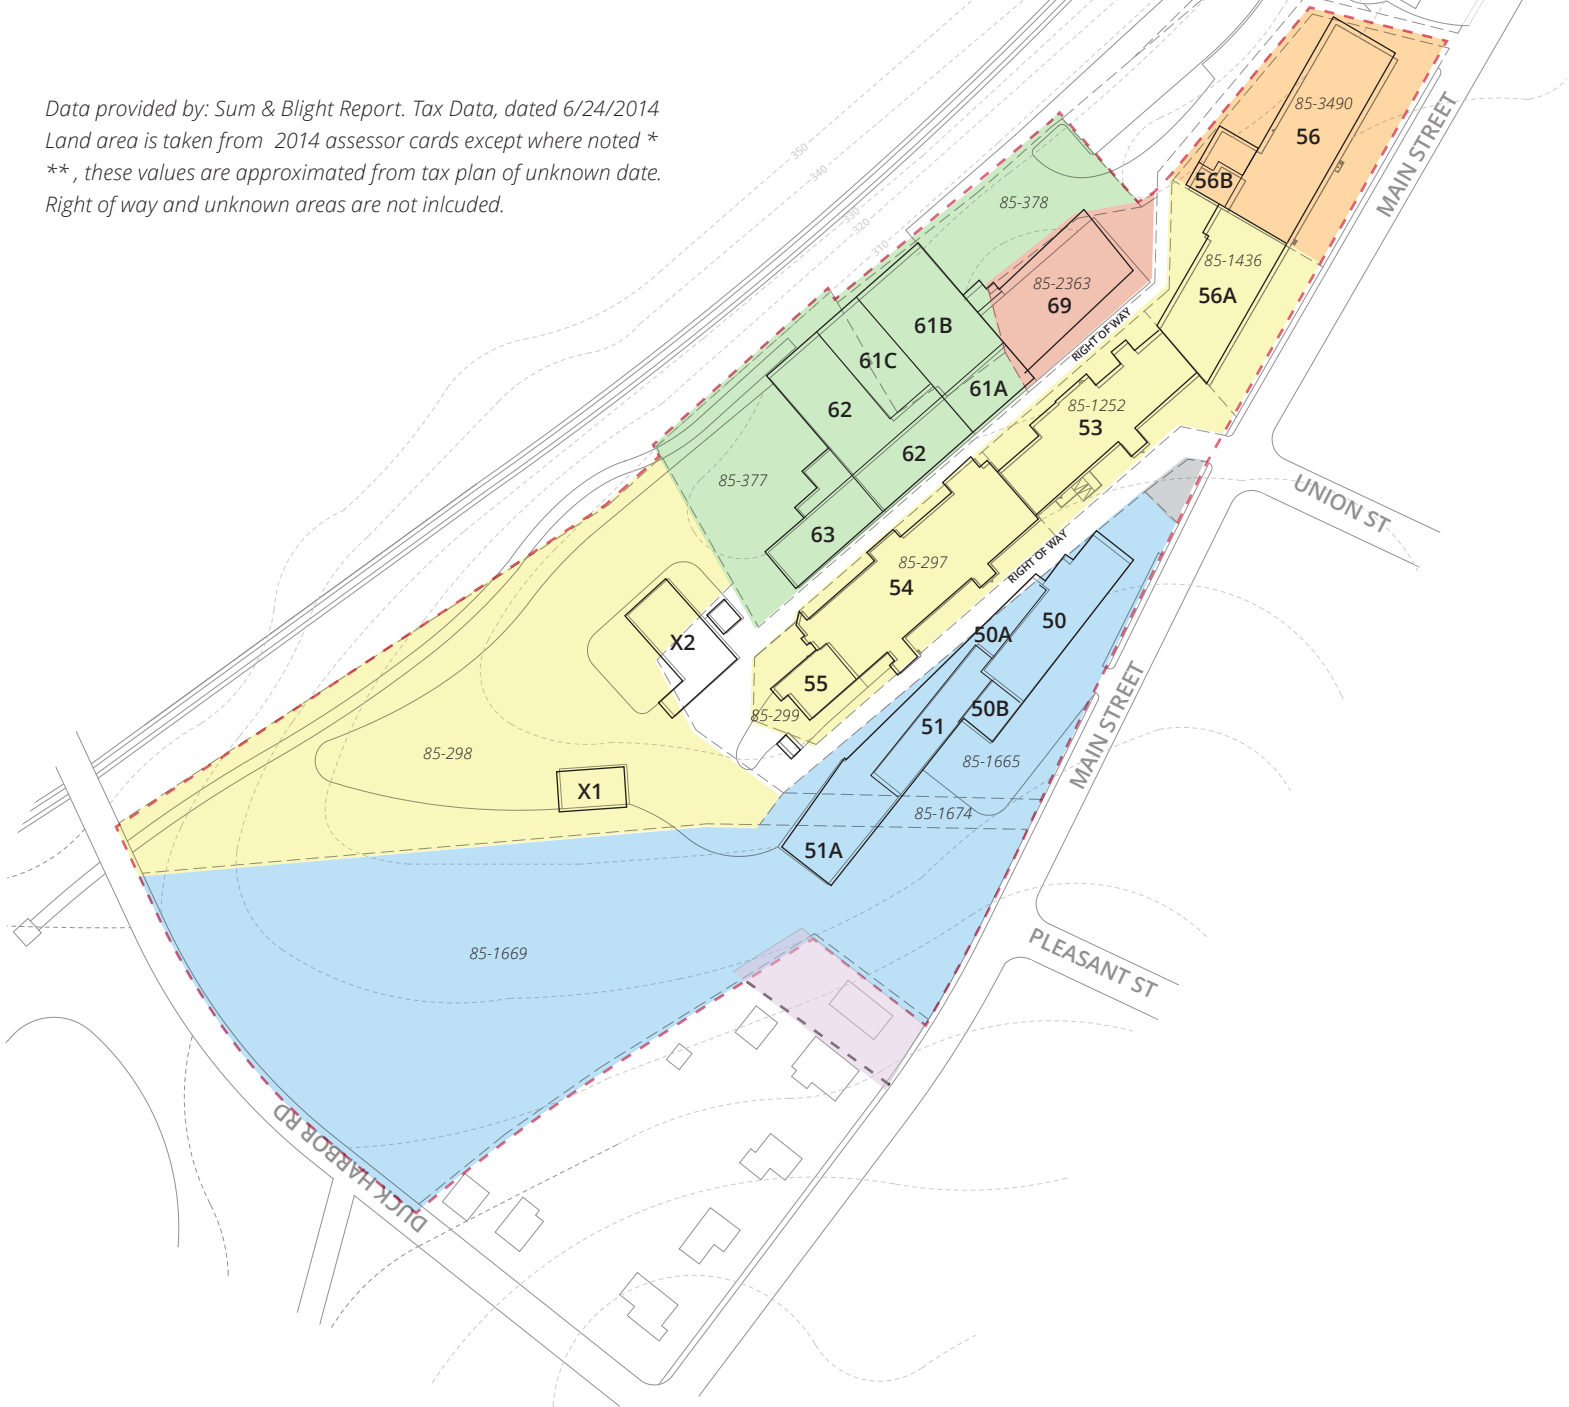 Data provided by: Sum & Blight Report. Tax Data, dated 6/24/2014
Land area is taken from  2014 assessor cards except where noted *
** , these values are approximated from tax plan of unknown date.
Right of way and unknown areas are not inlcuded.
85-3490
56
56B
MAIN STREET
350
340
330
320
310
85-378
85-1436
56A
85-2363
69
RIGHT OF WAY
61B
61C
61A
62
62
85-1252
53
85-377
63
UNION ST
RIGHT OF WAY
85-297
54
50
50A
X2
55
85-299
50B
51
MAIN STREET
85-298
85-1665
X1
85-1674
51A
85-1669
PLEASANT ST
DUCK HARBOR RD